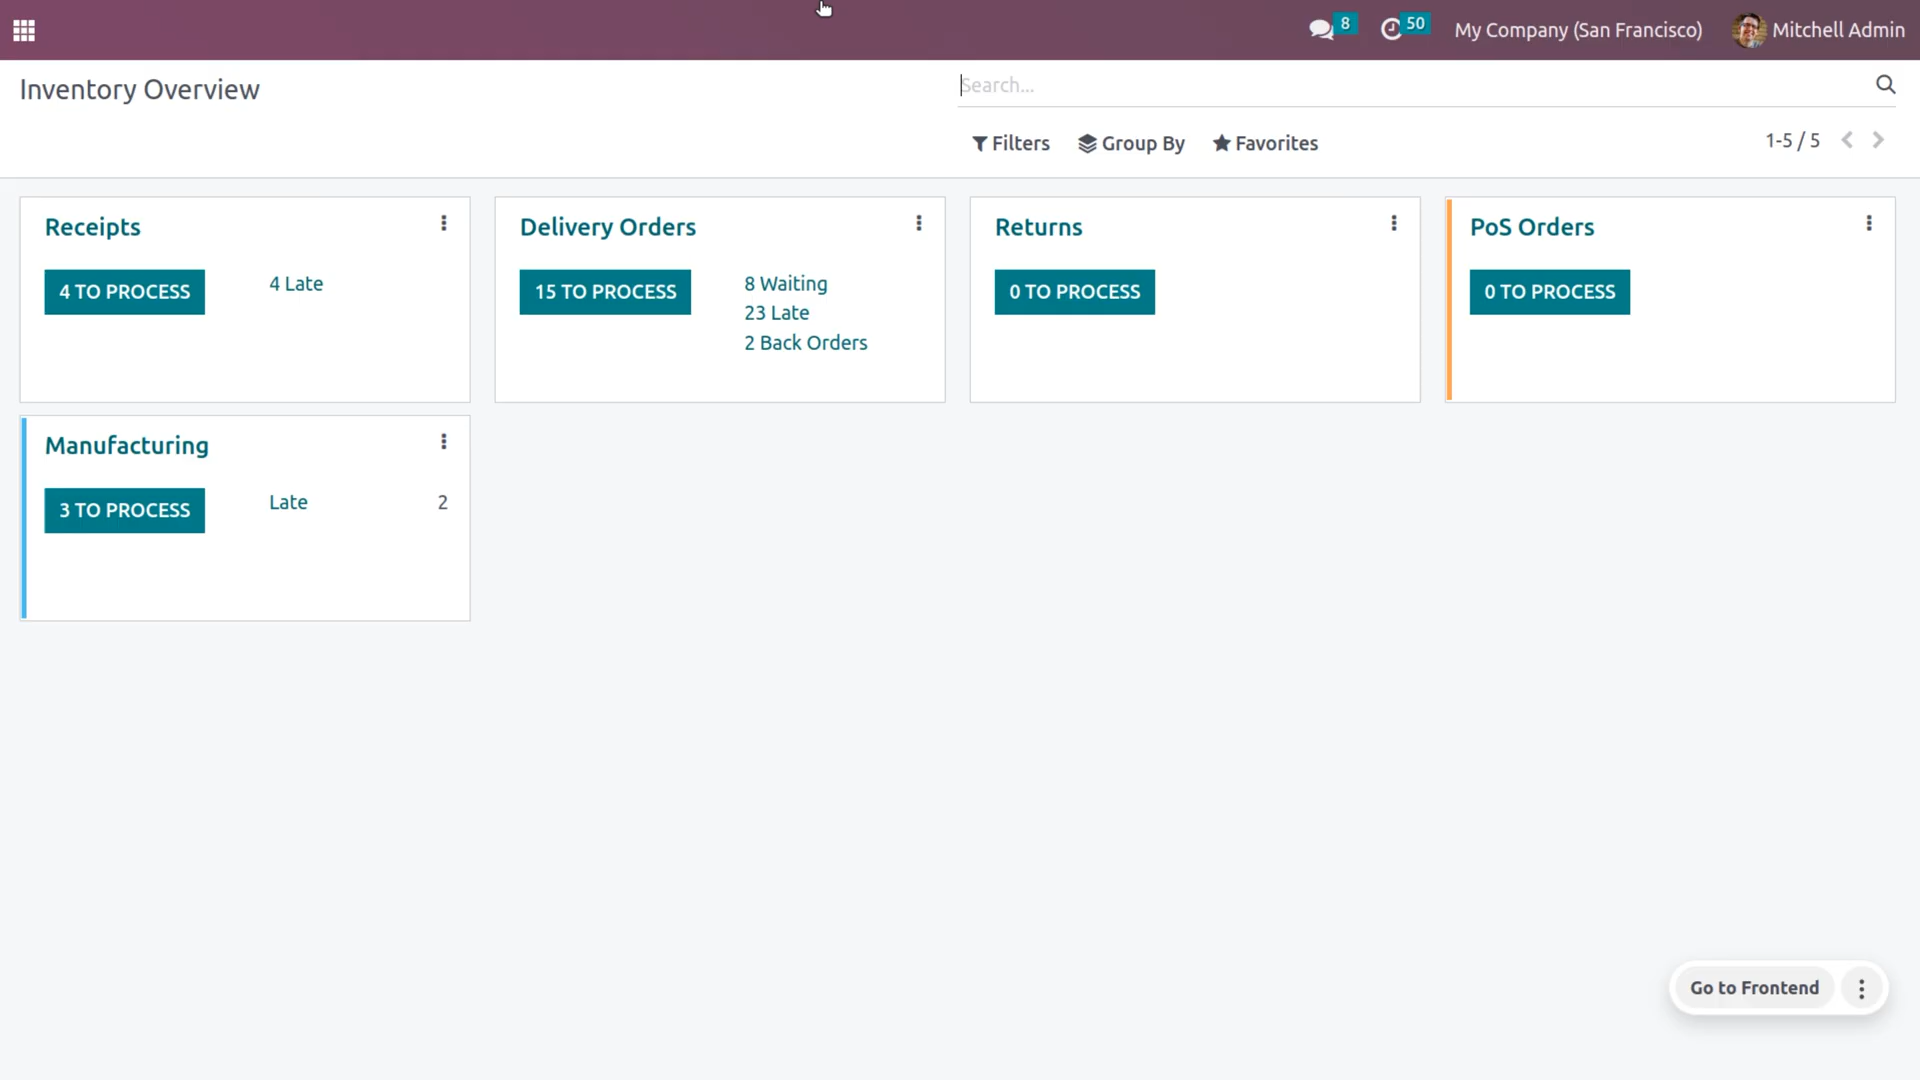 8
50
My Company (San Francisco)
Mitchell Admin
Inventory Overview
Search...
Filters
Group By
Favorites
1-5 / 5
Receipts
4 TO PROCESS
4 Late
Delivery Orders
15 TO PROCESS
8 Waiting
23 Late
2 Back Orders
Returns
0 TO PROCESS
PoS Orders
0 TO PROCESS
Manufacturing
3 TO PROCESS
Late 2
Go to Frontend